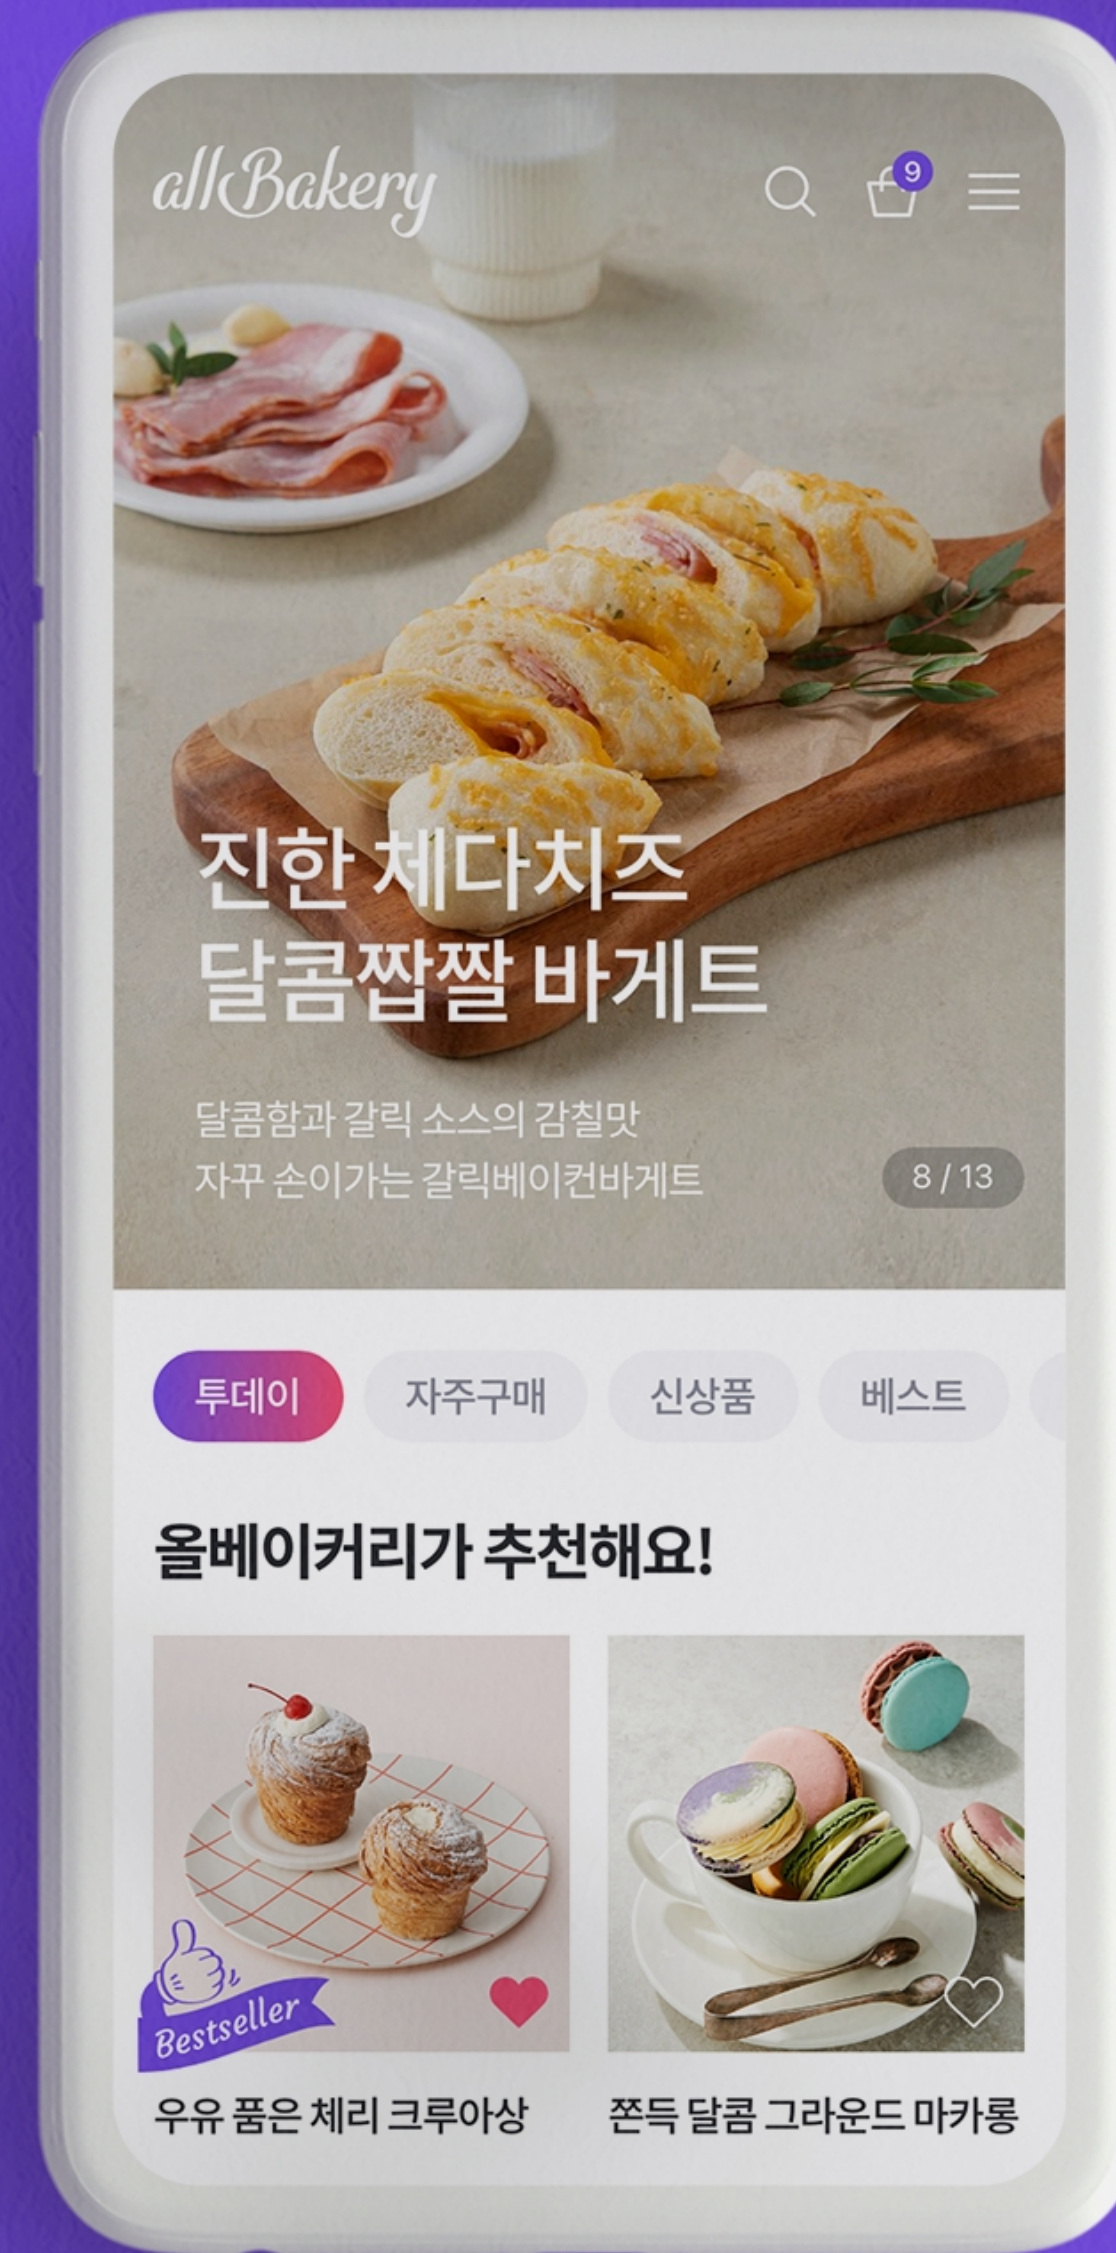 allBakery
9
진한 체다치즈
달콤짭짤 바게트
달콤함과 갈릭 소스의 감칠맛
자꾸 손이가는 갈릭베이컨바게트
8 / 13
투데이 자주구매 신상품 베스트
올베이커리가 추천해요!
Bestseller
우유 품은 체리 크루아상
쫀득 달콤 그라운드 마카롱